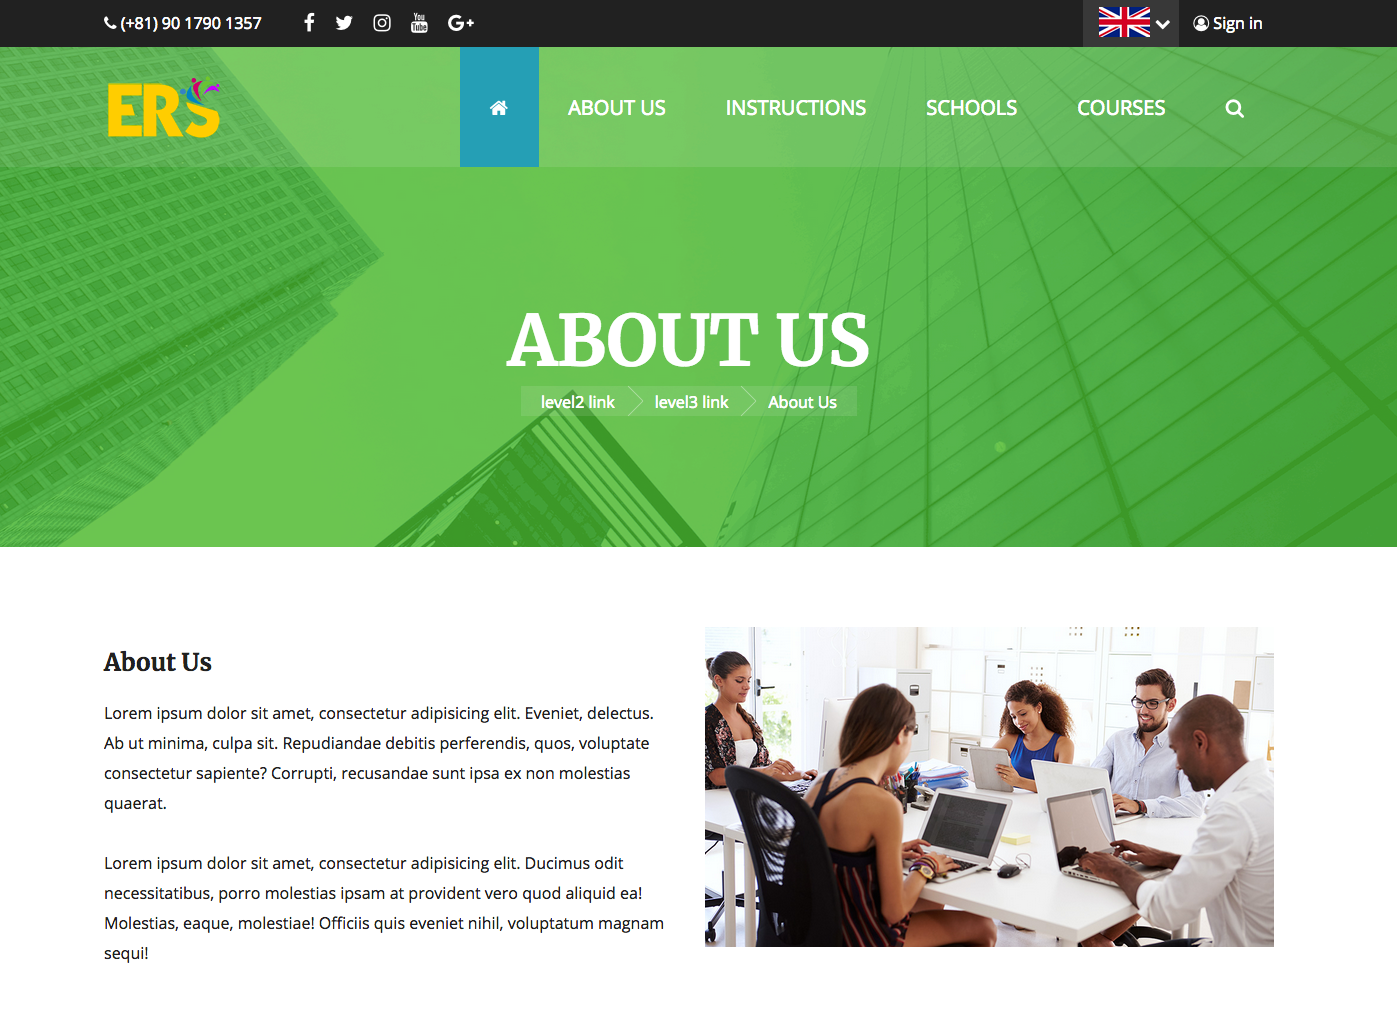 (+81) 90 1790 1357
You
Tube
Sign in
ERS
ABOUT US
INSTRUCTIONS
SCHOOLS
COURSES
ABOUT US
level2 link
level3 link
About Us
About Us
Lorem ipsum dolor sit amet, consectetur adipisicing elit. Eveniet, delectus.
Ab ut minima, culpa sit. Repudiandae debitis perferendis, quos, voluptate
consectetur sapiente? Corrupti, recusandae sunt ipsa ex non molestias
quaerat.
Lorem ipsum dolor sit amet, consectetur adipisicing elit. Ducimus odit
necessitatibus, porro molestias ipsam at provident vero quod aliquid ea!
Molestias, eaque, molestiae! Officiis quis eveniet nihil, voluptatum magnam
sequi!